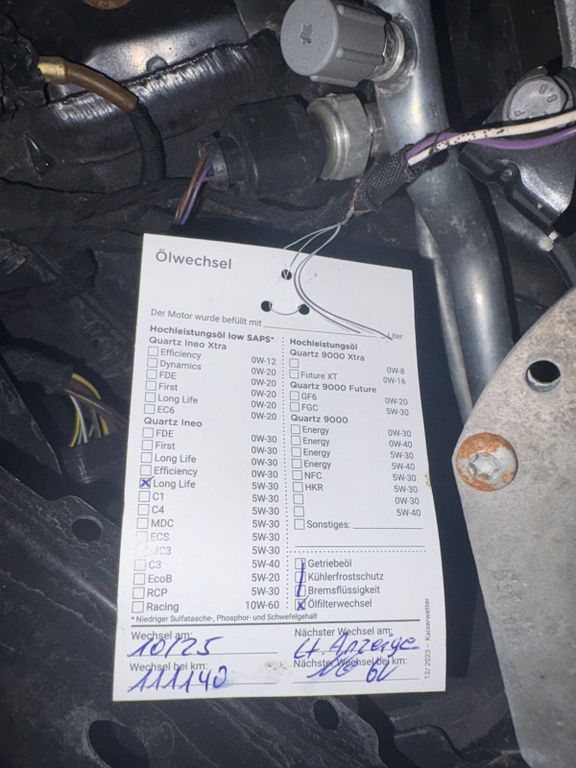 Ölwechsel
Der Motor wurde befüllt mit Liter
Hochleistungsöl low SAPS*
Quartz Ineo Xtra
Efficiency 0W-12
Dynamics 0W-20
FDE 0W-20
First 0W-20
Long Life 0W-20
EC6 0W-20
Quartz Ineo
FDE 0W-30
First 0W-30
Long Life 0W-30
Efficiency 0W-30
Long Life 5W-30
C1 5W-30
C4 5W-30
MDC 5W-30
ECS 5W-30
MC3 5W-30
C3 5W-40
EcoB 5W-20
RCP 5W-30
Racing 10W-60
Hochleistungsöl
Quartz 9000 Xtra
0W-8
Future XT 0W-16
Quartz 9000 Future
GF6 0W-20
FGC 5W-30
Quartz 9000
Energy 0W-30
Energy 0W-40
Energy 5W-30
Energy 5W-40
NFC 5W-30
HKR 5W-30
0W-30
5W-40
Sonstiges:
Getriebeöl
Kühlerfrostschutz
Bremsflüssigkeit
Ölfilterwechsel
* Niedriger Sulfatasche-, Phosphor- und Schwefelgehalt
Wechsel am: 10/25
Nächster Wechsel am: Lt. Anzeige
Wechsel bei km: 111140
Nächster Wechsel bei km:
12/2023 – Kaiserwetter